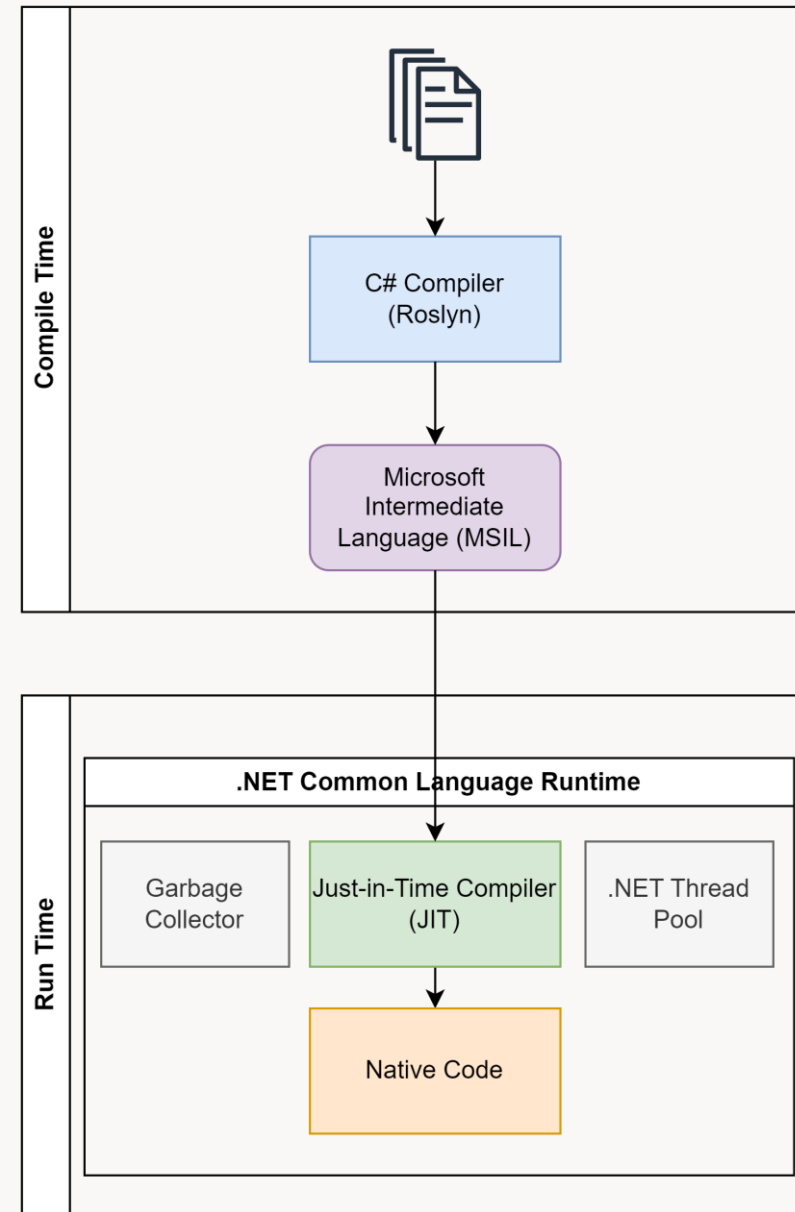 Compile Time
C# Compiler
(Roslyn)
Microsoft
Intermediate
Language (MSIL)
Run Time
.NET Common Language Runtime
Garbage
Collector
Just-in-Time Compiler
(JIT)
.NET Thread
Pool
Native Code